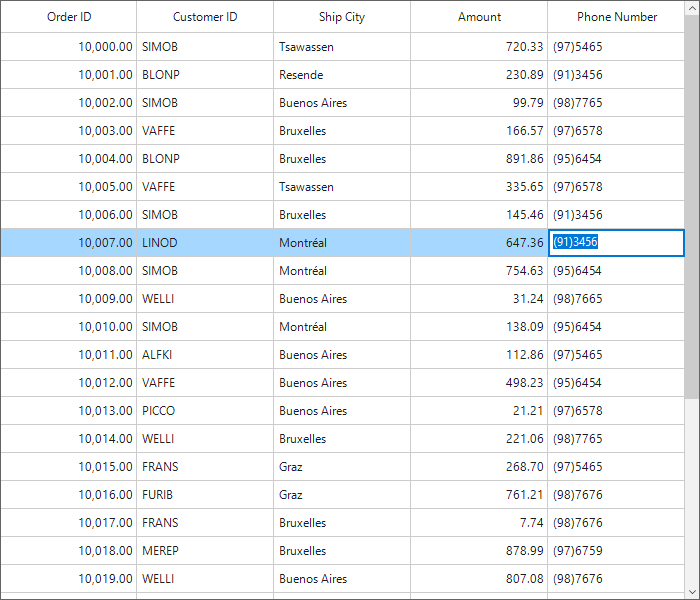 Order ID Customer ID Ship City Amount Phone Number
10,000.00 SIMOB Tsawassen 720.33 (97)5465
10,001.00 BLONP Resende 230.89 (91)3456
10,002.00 SIMOB Buenos Aires 99.79 (98)7765
10,003.00 VAFFE Bruxelles 166.57 (97)6578
10,004.00 BLONP Bruxelles 891.86 (95)6454
10,005.00 VAFFE Tsawassen 335.65 (97)6578
10,006.00 SIMOB Bruxelles 145.46 (91)3456
10,007.00 LINOD Montréal 647.36 (91)3456
10,008.00 SIMOB Montréal 754.63 (95)6454
10,009.00 WELLI Buenos Aires 31.24 (98)7665
10,010.00 SIMOB Montréal 138.09 (95)6454
10,011.00 ALFKI Buenos Aires 112.86 (97)5465
10,012.00 VAFFE Buenos Aires 498.23 (95)6454
10,013.00 PICCO Buenos Aires 21.21 (97)6578
10,014.00 WELLI Bruxelles 221.06 (98)7765
10,015.00 FRANS Graz 268.70 (97)5465
10,016.00 FURIB Graz 761.21 (98)7676
10,017.00 FRANS Bruxelles 7.74 (98)7676
10,018.00 MEREP Bruxelles 878.99 (97)6759
10,019.00 WELLI Buenos Aires 807.08 (98)7676